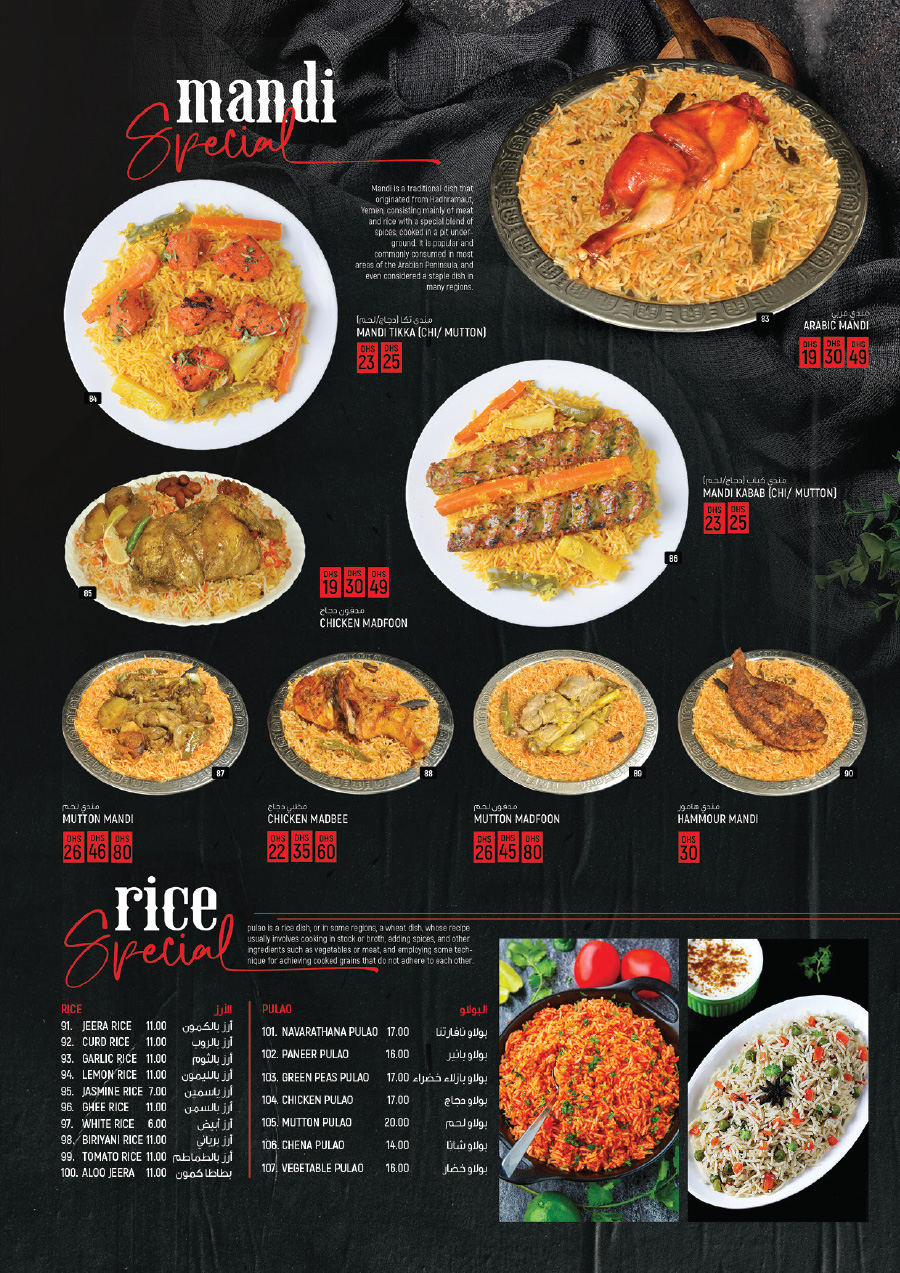 mandi
Special
Mandi is a traditional dish that
originated from Hadhramaut,
Yemen, consisting mainly of meat
and rice with a special blend of
spices, cooked in a pit under-
ground. It is popular and
commonly consumed in most
areas of the Arabian Peninsula, and
even considered a staple dish in
many regions.
83
مندي عربي
ARABIC MANDI
DHS 19 DHS 30 DHS 49
84
مندي تكا (دجاج/لحم)
MANDI TIKKA (CHI/ MUTTON)
DHS 23 DHS 25
86
مندي كباب (دجاج/لحم)
MANDI KABAB (CHI/ MUTTON)
DHS 23 DHS 25
85
DHS 19 DHS 30 DHS 49
مدفون دجاج
CHICKEN MADFOON
87
مندي لحم
MUTTON MANDI
DHS 26 DHS 46 DHS 80
88
مظبي دجاج
CHICKEN MADBEE
DHS 22 DHS 35 DHS 60
89
مدفون لحم
MUTTON MADFOON
DHS 26 DHS 45 DHS 80
90
مندي هامور
HAMMOUR MANDI
DHS 30
rice
Special
pulao is a rice dish, or in some regions, a wheat dish, whose recipe
usually involves cooking in stock or broth, adding spices, and other
ingredients such as vegetables or meat, and employing some tech-
nique for achieving cooked grains that do not adhere to each other.
RICE الأرز
91. JEERA RICE 11.00 أرز بالكمون
92. CURD RICE 11.00 أرز بالروب
93. GARLIC RICE 11.00 أرز بالثوم
94. LEMON RICE 11.00 أرز بالليمون
95. JASMINE RICE 7.00 أرز ياسمين
96. GHEE RICE 11.00 أرز بالسمن
97. WHITE RICE 6.00 أرز أبيض
98. BIRIYANI RICE 11.00 أرز برياني
99. TOMATO RICE 11.00 أرز بالطماطم
100. ALOO JEERA 11.00 بطاطا كمون
PULAO البولاو
101. NAVARATHANA PULAO 17.00 بولاو نافارتنا
102. PANEER PULAO 16.00 بولاو بانير
103. GREEN PEAS PULAO 17.00 بولاو بازلاء خضراء
104. CHICKEN PULAO 17.00 بولاو دجاج
105. MUTTON PULAO 20.00 بولاو لحم
106. CHENA PULAO 14.00 بولاو شانا
107. VEGETABLE PULAO 16.00 بولاو خضار